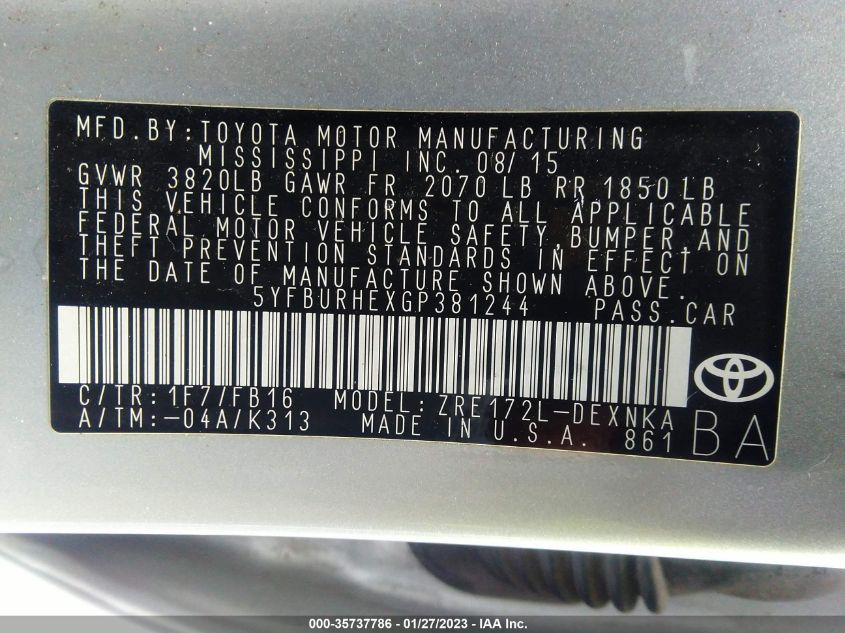 MFD. BY: TOYOTA MOTOR MANUFACTURING
MISSISSIPPI INC. 08/15
GVWR 3820LB GAWR FR 2070 LB RR 1850 LB
THIS VEHICLE CONFORMS TO ALL APPLICABLE
FEDERAL MOTOR VEHICLE SAFETY, BUMPER, AND
THEFT PREVENTION STANDARDS IN EFFECT ON
THE DATE OF MANUFACTURE SHOWN ABOVE.
5YFBURHEXGP381244 PASS. CAR
C/TR: 1F7/FB16 MODEL: ZRE172L-DEXNKA
A/TM: -04A/K313 MADE IN U.S.A. 861
BA
000-35737786 - 01/27/2023 - IAA Inc.